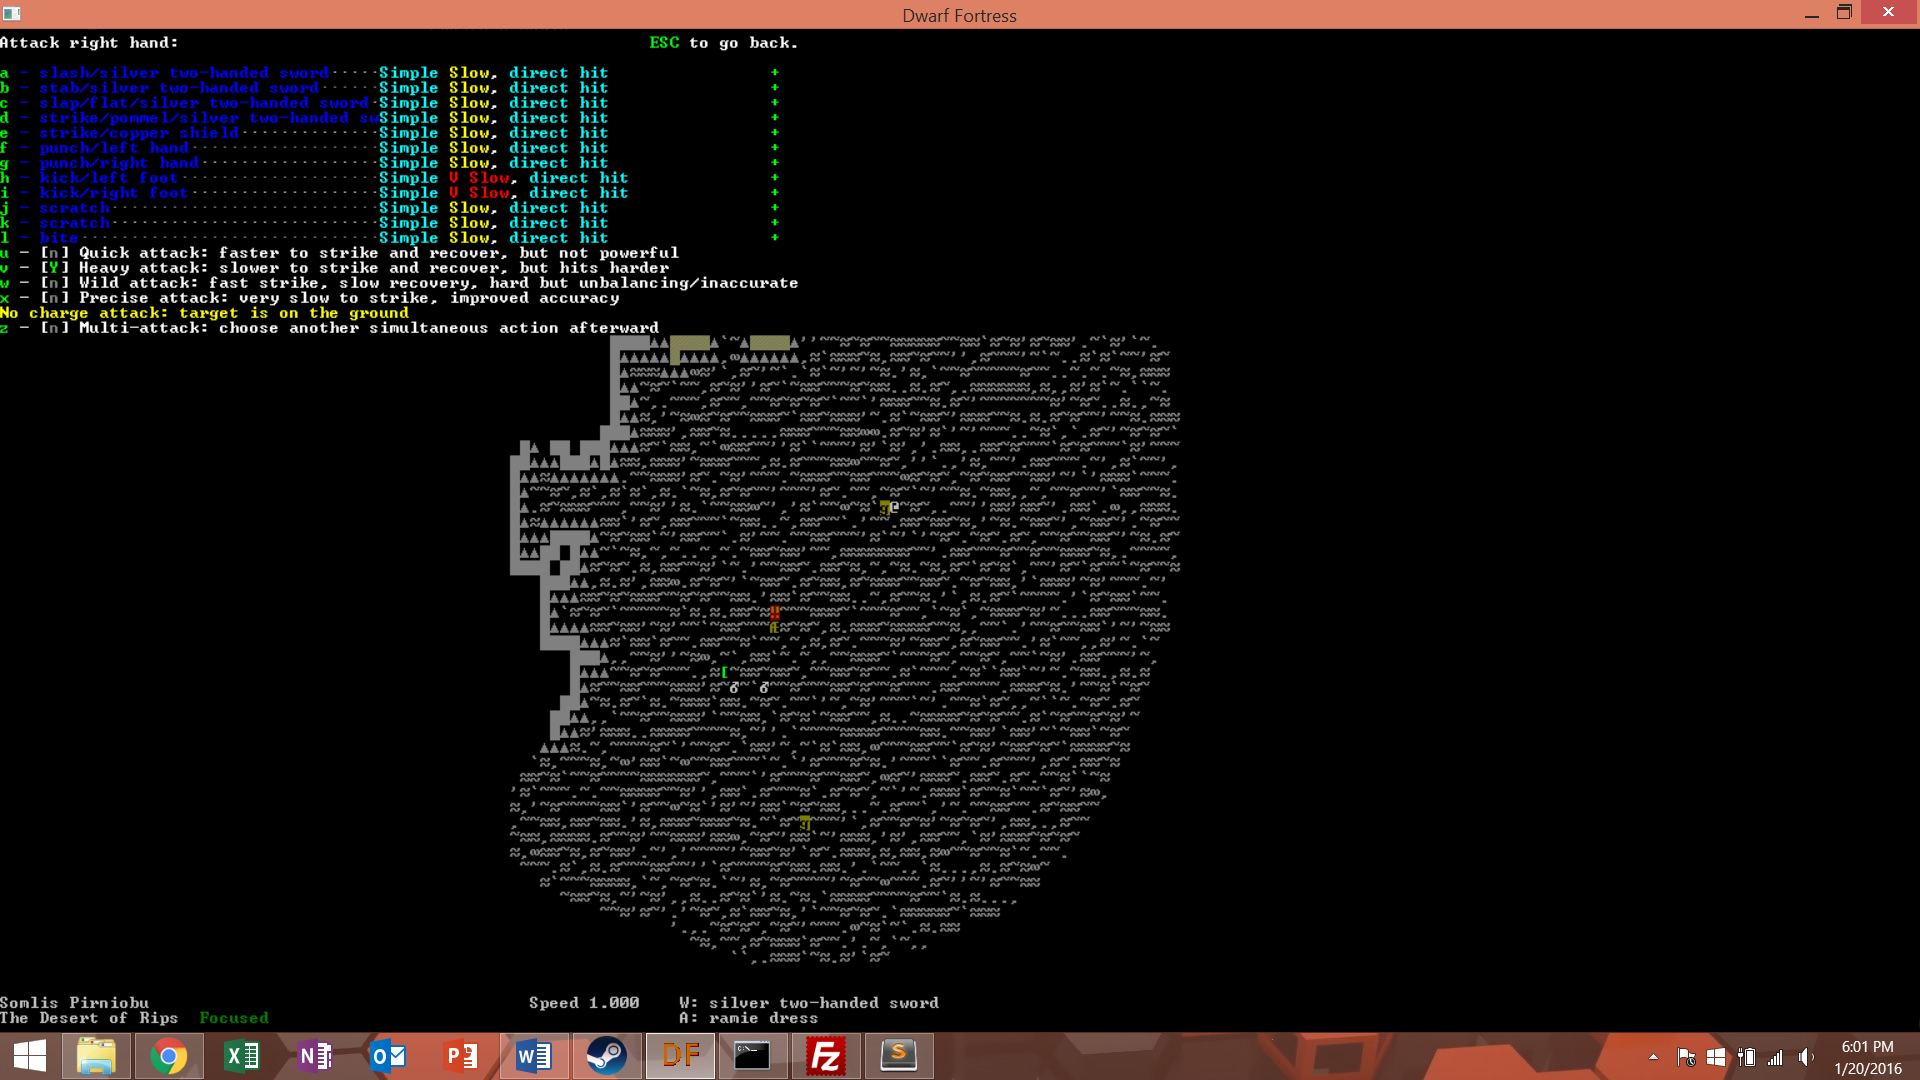 Dwarf Fortress
Attack right hand: ESC to go back.
a - slash/silver two-handed sword·····Simple Slow, direct hit +
b - stab/silver two-handed sword······Simple Slow, direct hit +
c - slap/flat/silver two-handed sword·Simple Slow, direct hit +
d - strike/pommel/silver two-handed swSimple Slow, direct hit +
e - strike/copper shield··············Simple Slow, direct hit +
f - punch/left hand···················Simple Slow, direct hit +
g - punch/right hand··················Simple Slow, direct hit +
h - kick/left foot····················Simple V Slow, direct hit +
i - kick/right foot···················Simple V Slow, direct hit +
j - scratch···························Simple Slow, direct hit +
k - scratch···························Simple Slow, direct hit +
l - bite······························Simple Slow, direct hit +
u - [n] Quick attack: faster to strike and recover, but not powerful
v - [Y] Heavy attack: slower to strike and recover, but hits harder
w - [n] Wild attack: fast strike, slow recovery, hard but unbalancing/inaccurate
x - [n] Precise attack: very slow to strike, improved accuracy
No charge attack: target is on the ground
z - [n] Multi-attack: choose another simultaneous action afterward
Somlis Pirniobu Speed 1.000 W: silver two-handed sword
The Desert of Rips Focused A: ramie dress
DF
6:01 PM
1/20/2016